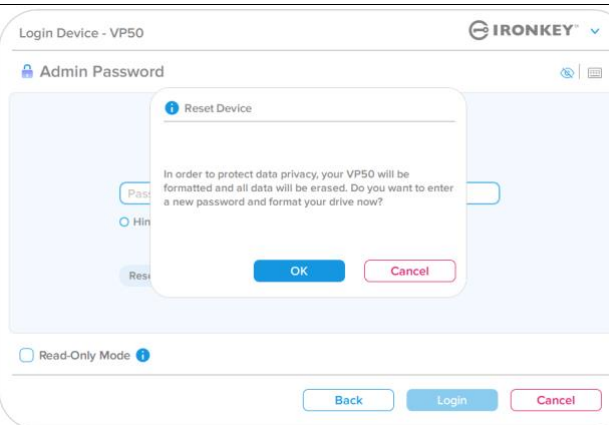 Login Device - VP50
IRONKEY™
Admin Password
Reset Device
In order to protect data privacy, your VP50 will be
formatted and all data will be erased. Do you want to enter
a new password and format your drive now?
OK
Cancel
Read-Only Mode
Back
Login
Cancel